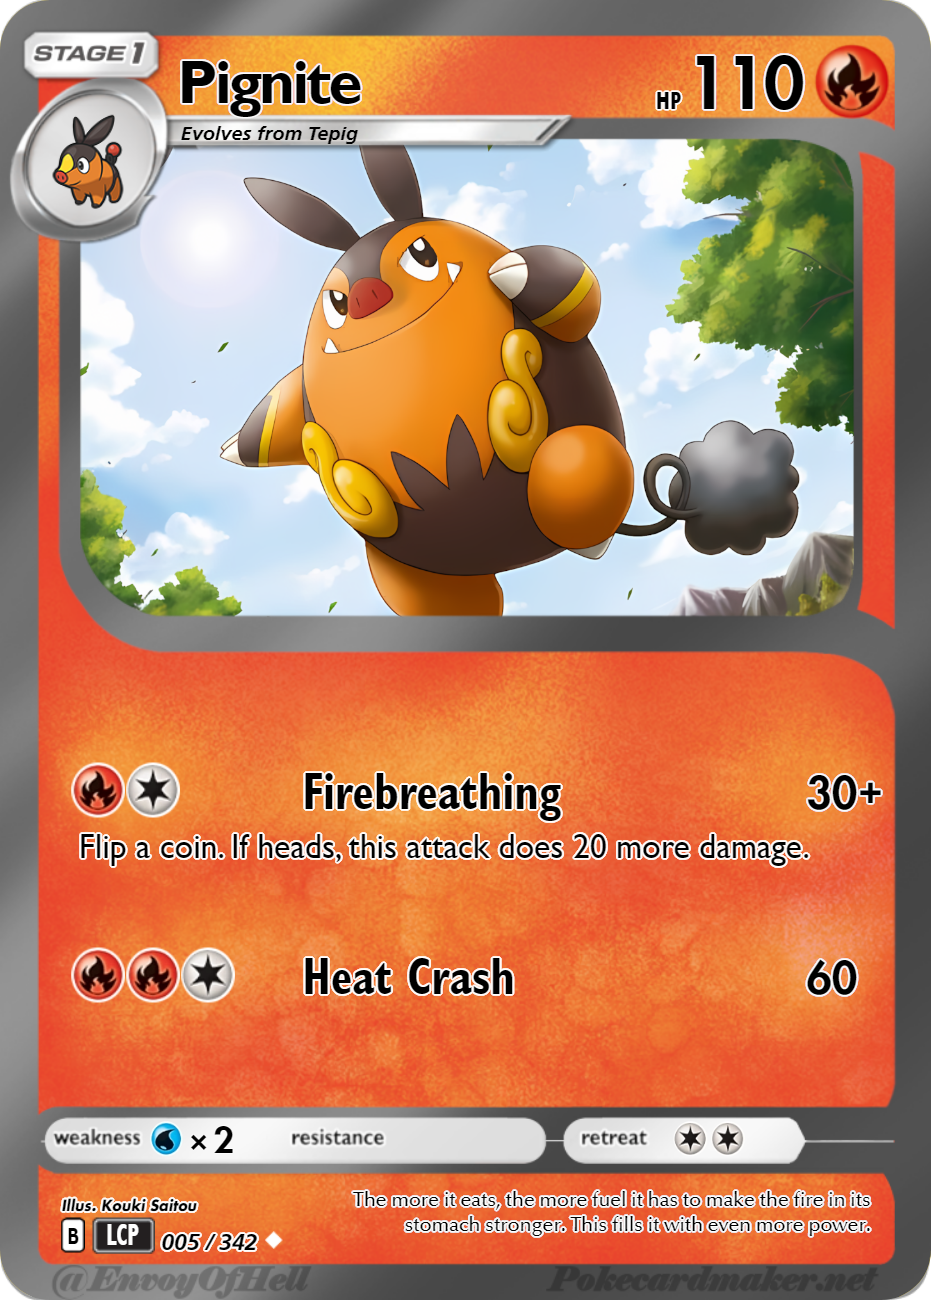 STAGE 1
Pignite
HP 110
Evolves from Tepig
Firebreathing 30+
Flip a coin. If heads, this attack does 20 more damage.
Heat Crash 60
weakness × 2 resistance retreat
Illus. Kouki Saitou
The more it eats, the more fuel it has to make the fire in its
stomach stronger. This fills it with even more power.
B LCP 005 / 342
@EnvoyOfHell Pokecardmaker.net